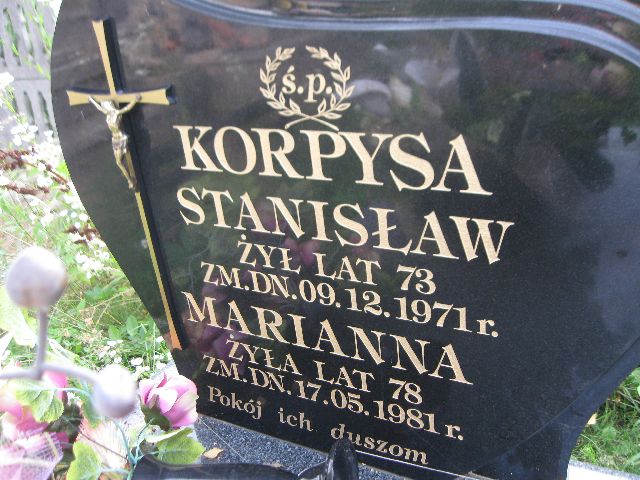 ś.p.
KORPYSA
STANISŁAW
ŻYŁ LAT 73
ZM.DN.09.12.1971 r.
MARIANNA
ŻYŁA LAT 78
ZM.DN.17.05.1981 r.
Pokój ich duszom